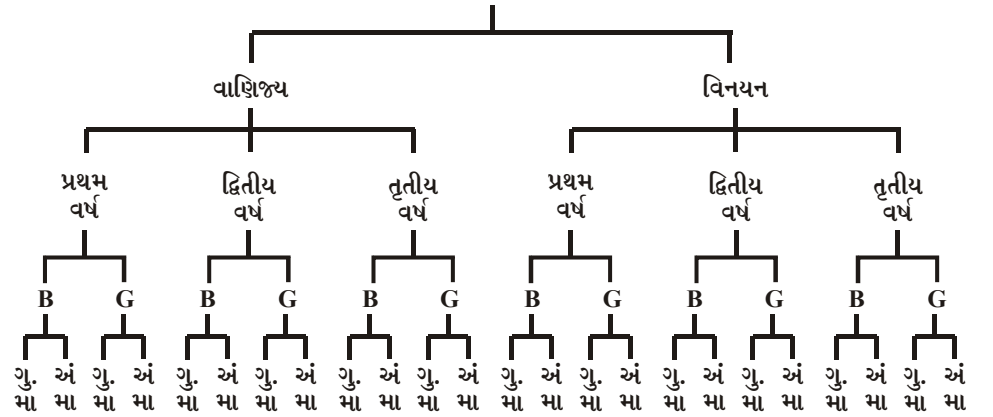 વાણિજ્ય વિનયન
પ્રથમ દ્વિતીય તૃતીય પ્રથમ દ્વિતીય તૃતીય
વર્ષ વર્ષ વર્ષ વર્ષ વર્ષ વર્ષ
B G B G B G B G B G B G
ગુ. અં ગુ. અં ગુ. અં ગુ. અં ગુ. અં ગુ. અં ગુ. અં ગુ. અં ગુ. અં ગુ. અં ગુ. અં ગુ. અં
મા મા મા મા મા મા મા મા મા મા મા મા મા મા મા મા મા મા મા મા મા મા મા મા